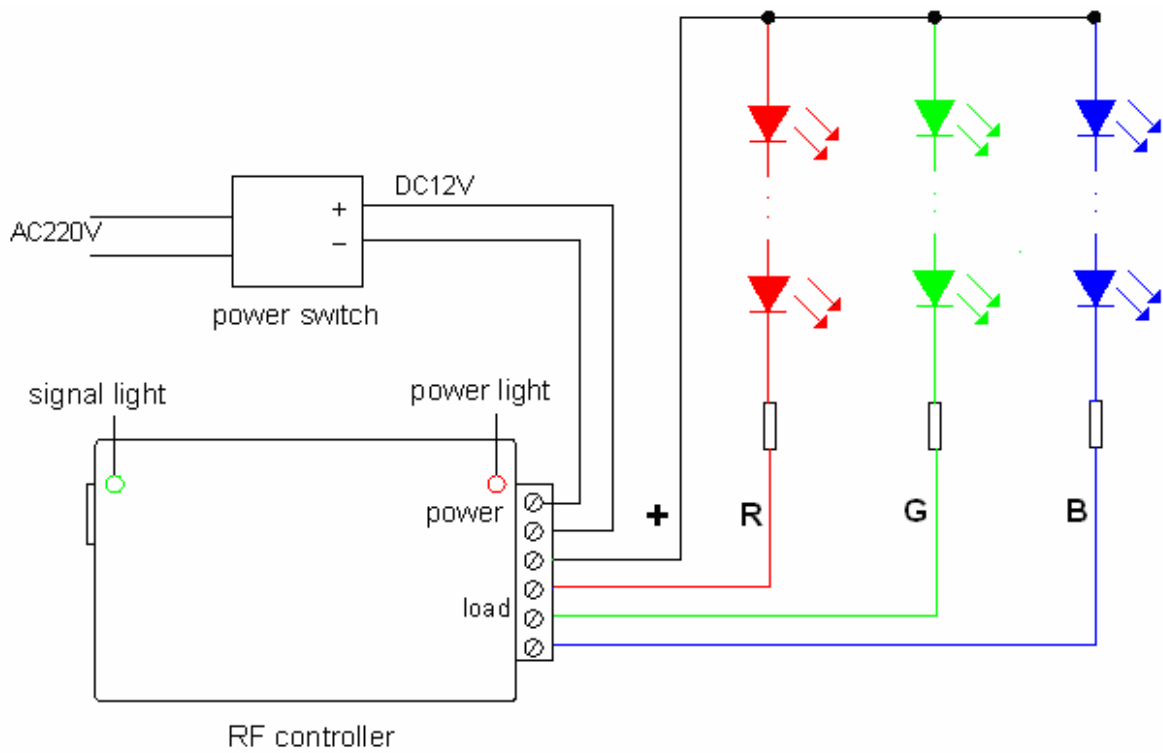 DC12V
+
AC220V
−
power switch
signal light
power light
power
+
R
G
B
load
RF controller